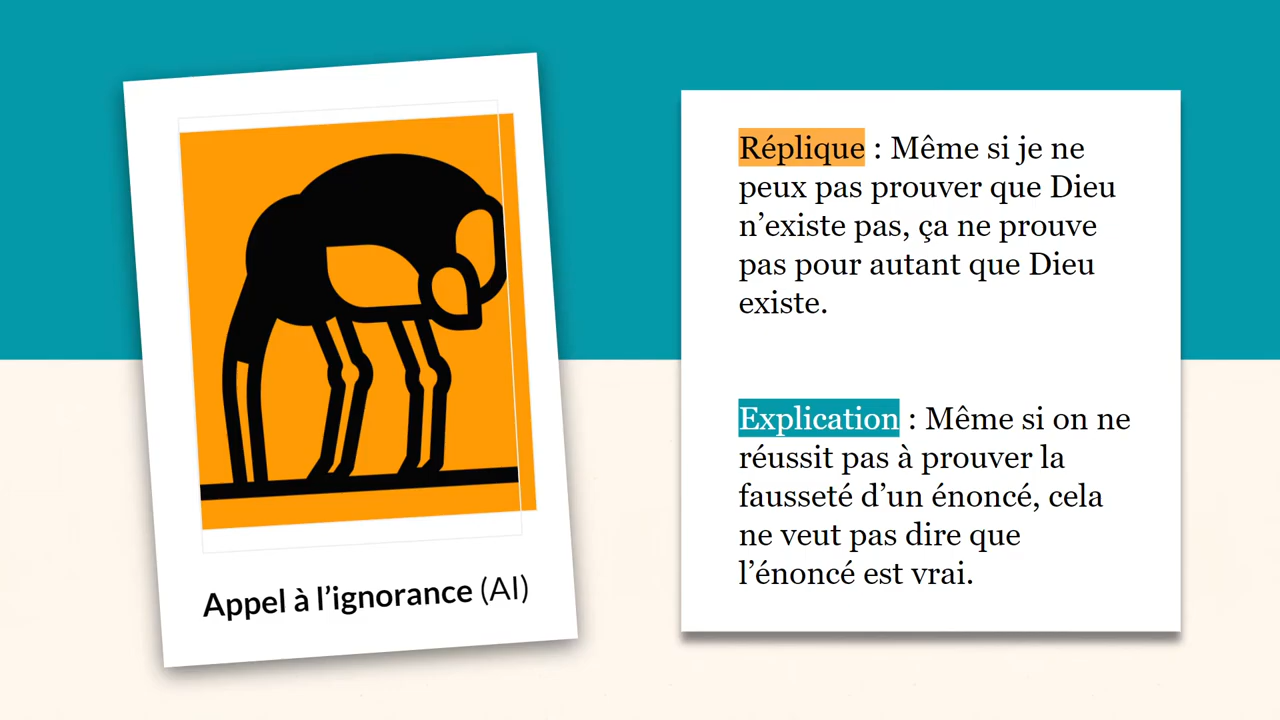 Appel à l’ignorance (AI)
Réplique : Même si je ne
peux pas prouver que Dieu
n’existe pas, ça ne prouve
pas pour autant que Dieu
existe.
Explication : Même si on ne
réussit pas à prouver la
fausseté d’un énoncé, cela
ne veut pas dire que
l’énoncé est vrai.